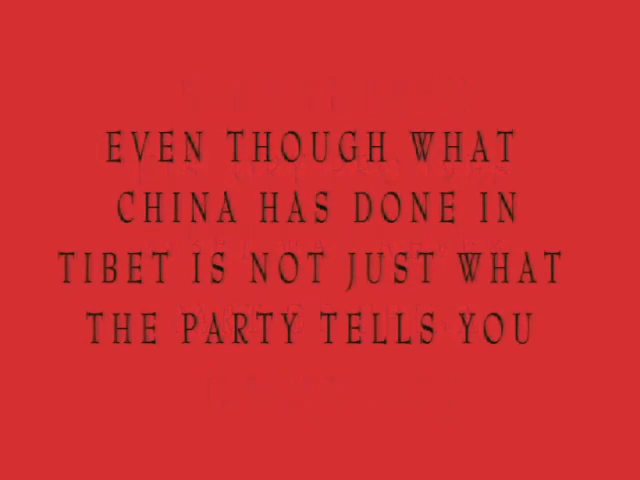 EVEN THOUGH WHAT
CHINA HAS DONE IN
TIBET IS NOT JUST WHAT
THE PARTY TELLS YOU